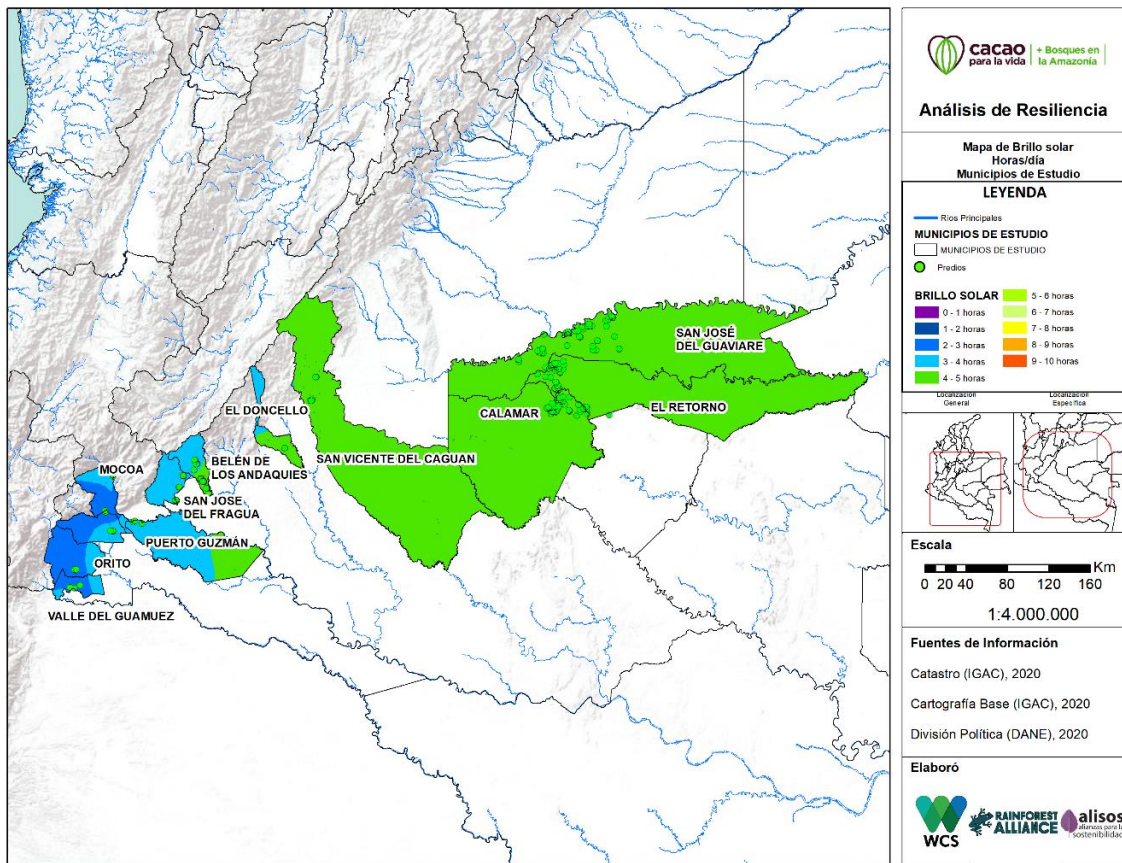 SAN JOSÉ
DEL GUAVIARE
EL DONCELLO
CALAMAR
EL RETORNO
SAN VICENTE DEL CAGUAN
MOCOA
BELÉN DE
LOS ANDAQUIES
SAN JOSE
DEL FRAGUA
PUERTO GUZMÁN
ORITO
VALLE DEL GUAMUEZ
cacao
para la vida
+ Bosques en
la Amazonía
Análisis de Resiliencia
Mapa de Brillo solar
Horas/día
Municipios de Estudio
LEYENDA
Ríos Principales
MUNICIPIOS DE ESTUDIO
MUNICIPIOS DE ESTUDIO
Predios
BRILLO SOLAR
0 - 1 horas
1 - 2 horas
2 - 3 horas
3 - 4 horas
4 - 5 horas
5 - 6 horas
6 - 7 horas
7 - 8 horas
8 - 9 horas
9 - 10 horas
Localización
General
Localización
Específica
Escala
0 20 40 80 120 160 Km
1:4.000.000
Fuentes de Información
Catastro (IGAC), 2020
Cartografía Base (IGAC), 2020
División Política (DANE), 2020
Elaboró
WCS
RAINFOREST
ALLIANCE
alisos
alianzas para la
sostenibilidad